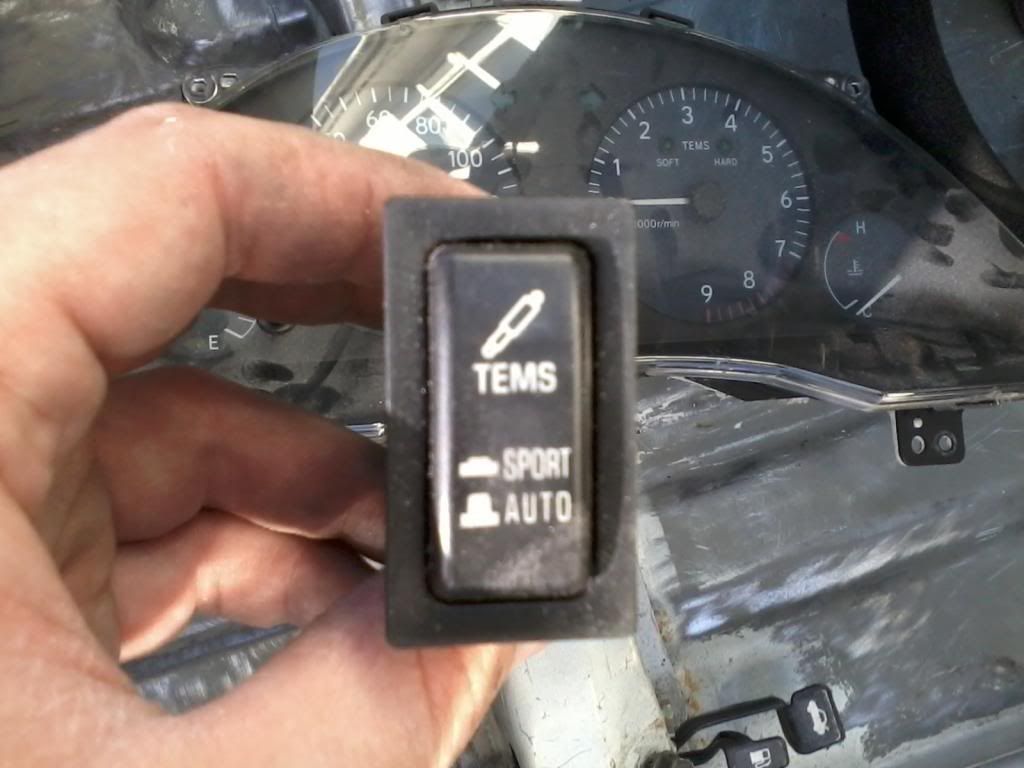 60 80
100
1 2 3 4 5 6 7 8 9
TEMS
SOFT HARD
000r/min
H
E
TEMS
SPORT
AUTO